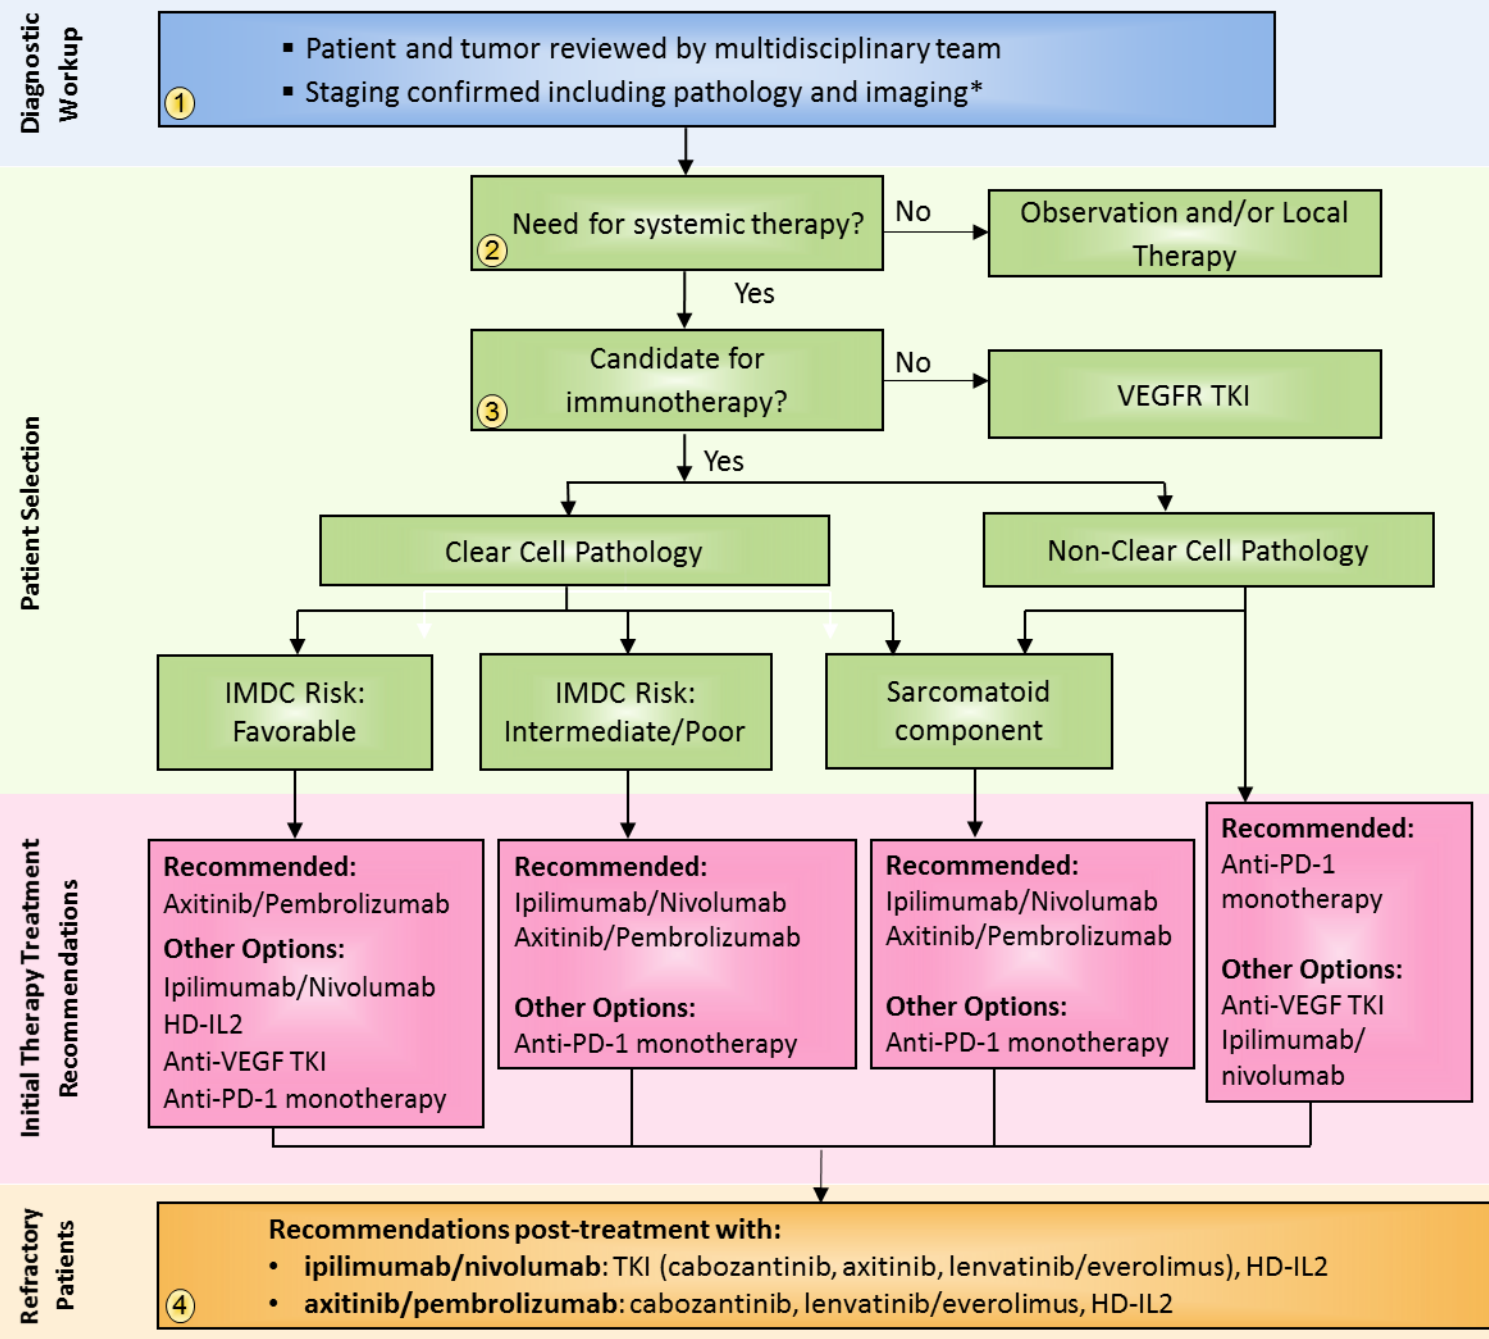 Diagnostic
Workup
▪ Patient and tumor reviewed by multidisciplinary team
▪ Staging confirmed including pathology and imaging*
1
Patient Selection
Need for systemic therapy?
2
No
Observation and/or Local
Therapy
Yes
Candidate for
immunotherapy?
3
No
VEGFR TKI
Yes
Clear Cell Pathology
Non-Clear Cell Pathology
IMDC Risk:
Favorable
IMDC Risk:
Intermediate/Poor
Sarcomatoid
component
Initial Therapy Treatment
Recommendations
Recommended:
Axitinib/Pembrolizumab
Other Options:
Ipilimumab/Nivolumab
HD-IL2
Anti-VEGF TKI
Anti-PD-1 monotherapy
Recommended:
Ipilimumab/Nivolumab
Axitinib/Pembrolizumab
Other Options:
Anti-PD-1 monotherapy
Recommended:
Ipilimumab/Nivolumab
Axitinib/Pembrolizumab
Other Options:
Anti-PD-1 monotherapy
Recommended:
Anti-PD-1
monotherapy
Other Options:
Anti-VEGF TKI
Ipilimumab/
nivolumab
Refractory
Patients
Recommendations post-treatment with:
• ipilimumab/nivolumab: TKI (cabozantinib, axitinib, lenvatinib/everolimus), HD-IL2
• axitinib/pembrolizumab: cabozantinib, lenvatinib/everolimus, HD-IL2
4